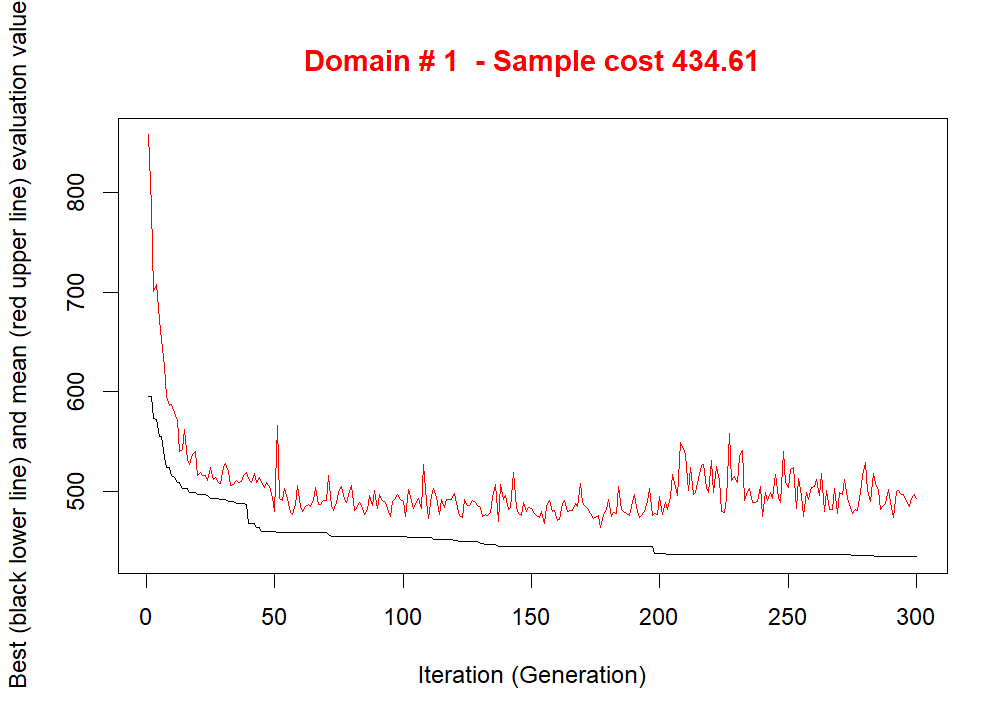 Domain # 1  - Sample cost 434.61
Best (black lower line) and mean (red upper line) evaluation value
800
700
600
500
0 50 100 150 200 250 300
Iteration (Generation)